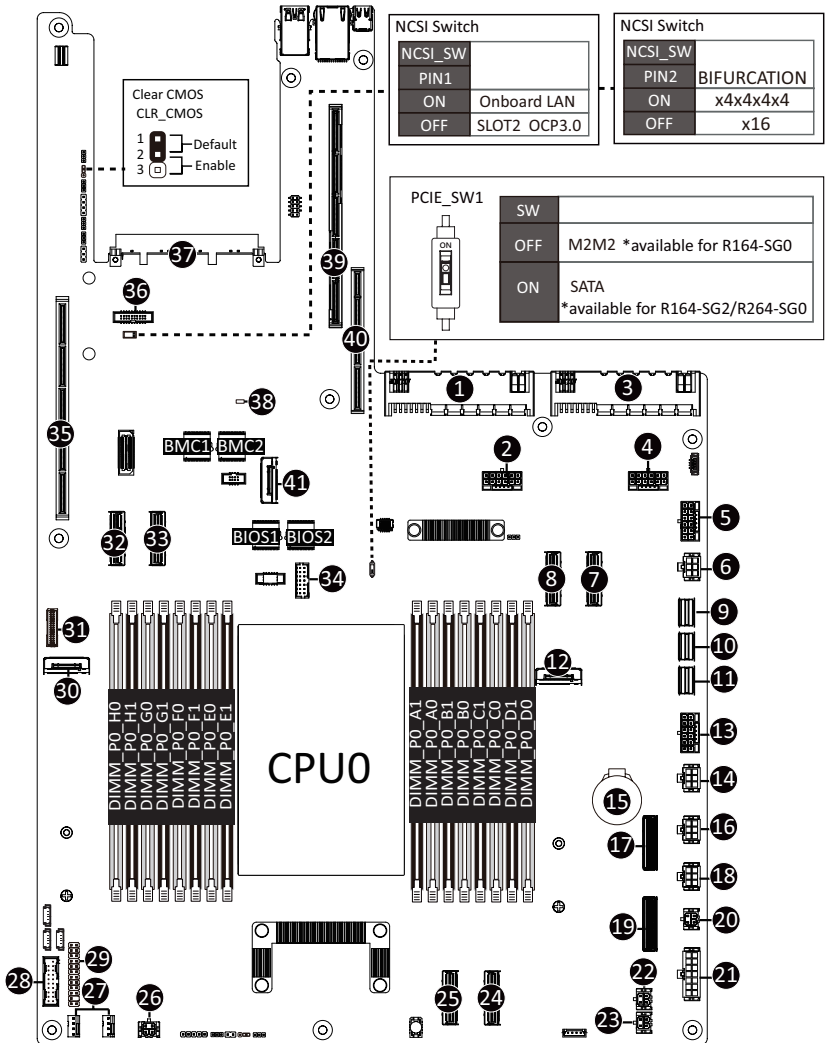 NCSI Switch
NCSI_SW
PIN1
ON Onboard LAN
OFF SLOT2 OCP3.0
NCSI Switch
NCSI_SW
PIN2 BIFURCATION
ON x4x4x4x4
OFF x16
Clear CMOS
CLR_CMOS
1
2
3
Default
Enable
PCIE_SW1
ON
SW
OFF M2M2 *available for R164-SG0
ON SATA
*available for R164-SG2/R264-SG0
37
39
36
40
1
3
38
35
BMC1 BMC2
2
4
41
5
32
33
BIOS1 BIOS2
34
8
7
6
9
31
10
30
12
11
DIMM_P0_H0
DIMM_P0_H1
DIMM_P0_G0
DIMM_P0_G1
DIMM_P0_F0
DIMM_P0_F1
DIMM_P0_E0
DIMM_P0_E1
CPU0
DIMM_P0_A1
DIMM_P0_A0
DIMM_P0_B1
DIMM_P0_B0
DIMM_P0_C1
DIMM_P0_C0
DIMM_P0_D1
DIMM_P0_D0
13
14
15
16
17
18
19
20
29
28
21
27
26
25
24
22
23